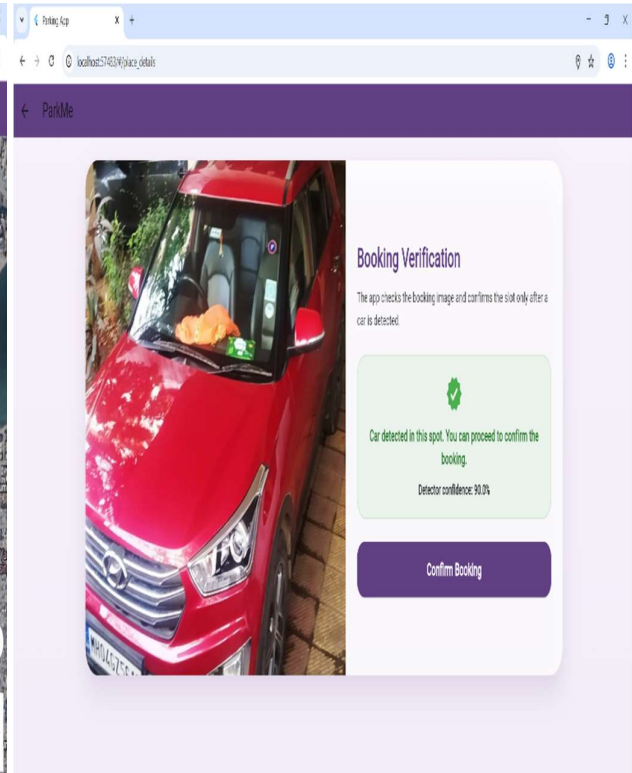 Parking App
localhost:57483/#/place_details
ParkMe
Booking Verification
The app checks the booking image and confirms the slot only after a
car is detected.
Car detected in this spot. You can proceed to confirm the
booking.
Detector confidence: 90.0%
Confirm Booking